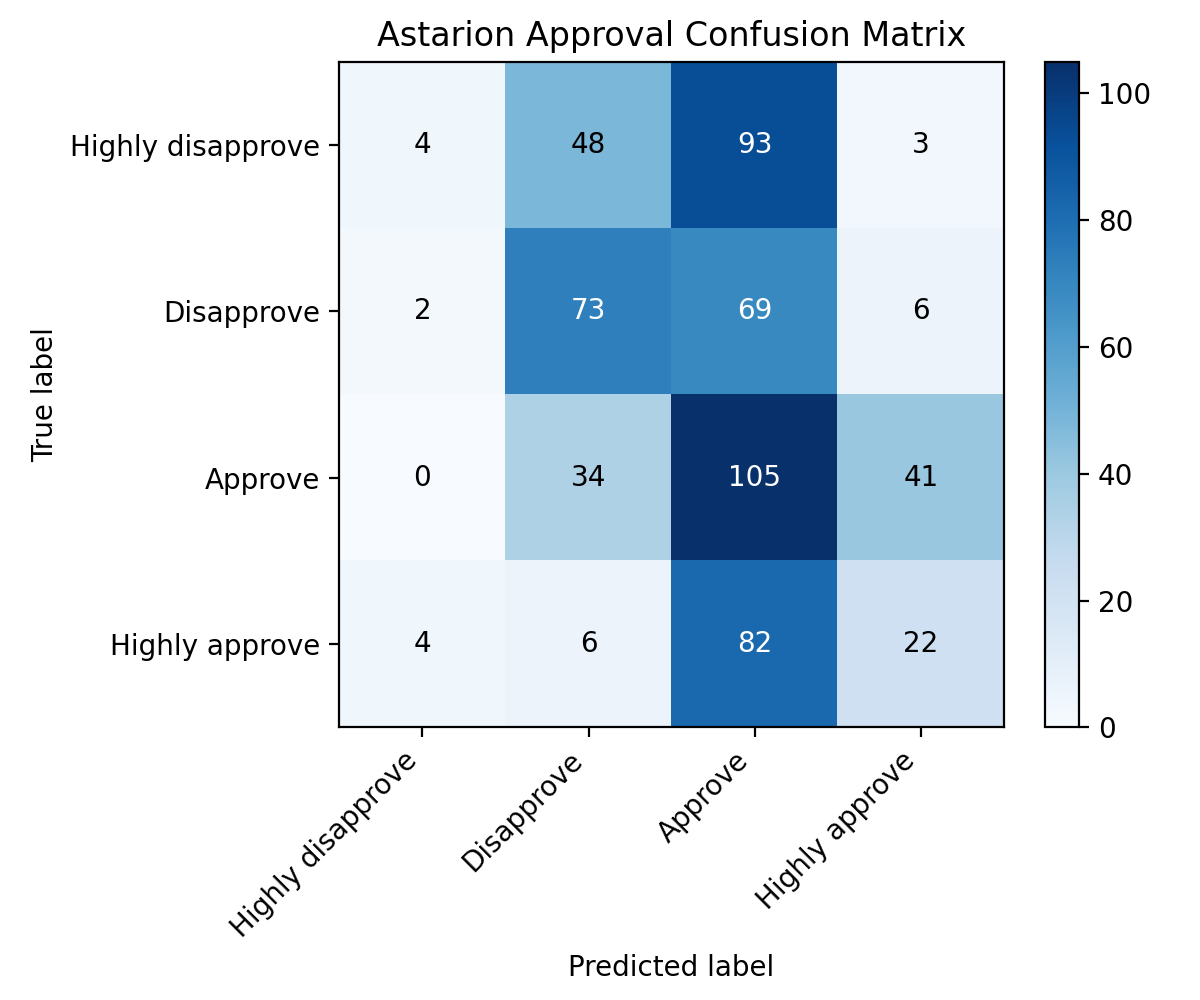 Astarion Approval Confusion Matrix
Highly disapprove 4 48 93 3
Disapprove 2 73 69 6
Approve 0 34 105 41
Highly approve 4 6 82 22
True label
Highly disapprove Disapprove Approve Highly approve
Predicted label
100
80
60
40
20
0